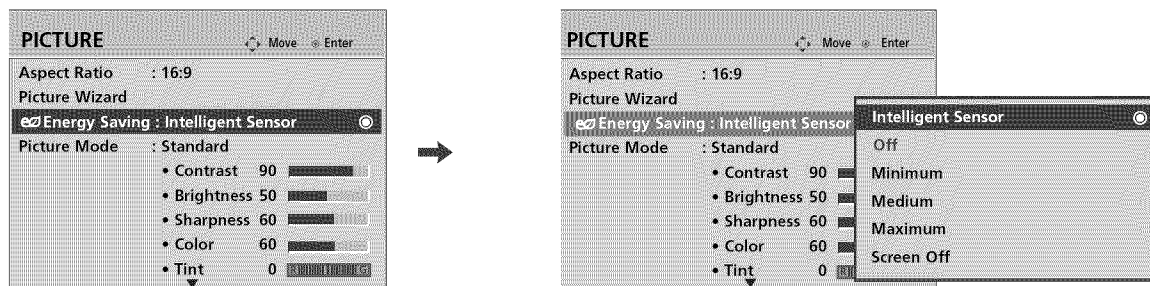 PICTURE
Move Enter
Aspect Ratio : 16:9
Picture Wizard
Energy Saving : Intelligent Sensor
Picture Mode : Standard
• Contrast 90
• Brightness 50
• Sharpness 60
• Color 60
• Tint 0 R G
PICTURE
Move Enter
Aspect Ratio : 16:9
Picture Wizard
Energy Saving : Intelligent Sensor
Picture Mode : Standard
• Contrast 90
• Brightness 50
• Sharpness 60
• Color 60
• Tint 0 R
Intelligent Sensor
Off
Minimum
Medium
Maximum
Screen Off